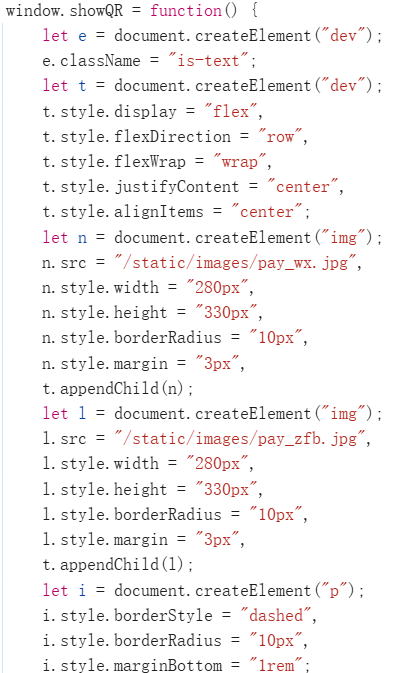 window.showQR = function() {
let e = document.createElement("dev");
e.className = "is-text";
let t = document.createElement("dev");
t.style.display = "flex",
t.style.flexDirection = "row",
t.style.flexWrap = "wrap",
t.style.justifyContent = "center",
t.style.alignItems = "center";
let n = document.createElement("img");
n.src = "/static/images/pay_wx.jpg",
n.style.width = "280px",
n.style.height = "330px",
n.style.borderRadius = "10px",
n.style.margin = "3px",
t.appendChild(n);
let l = document.createElement("img");
l.src = "/static/images/pay_zfb.jpg",
l.style.width = "280px",
l.style.height = "330px",
l.style.borderRadius = "10px",
l.style.margin = "3px",
t.appendChild(l);
let i = document.createElement("p");
i.style.borderStyle = "dashed",
i.style.borderRadius = "10px",
i.style.marginBottom = "1rem";